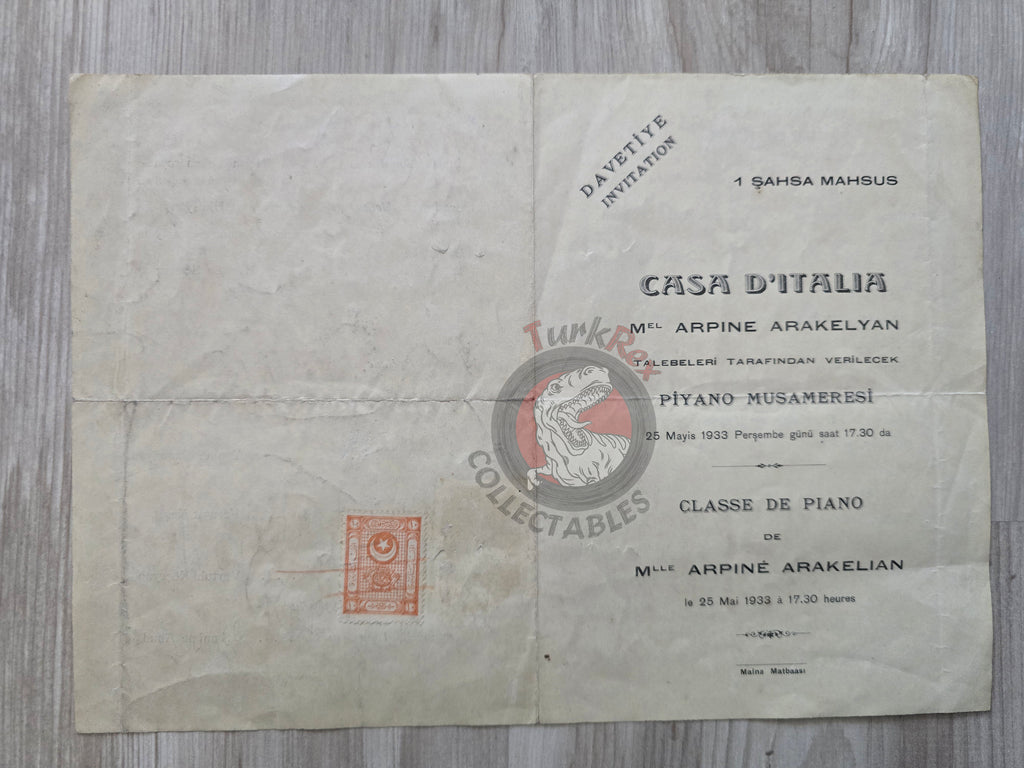 DAVETİYE
INVITATION
1 ŞAHSA MAHSUS
CASA D'ITALIA
MEL ARPINE ARAKELYAN
TALEBELERİ TARAFINDAN VERİLECEK
PİYANO MUSAMERESİ
25 Mayis 1933 Perşembe günü saat 17.30 da
CLASSE DE PIANO
DE
MLLE ARPINÉ ARAKELIAN
le 25 Mai 1933 à 17.30 heures
Maina Matbaası
TurkRex
COLLECTABLES